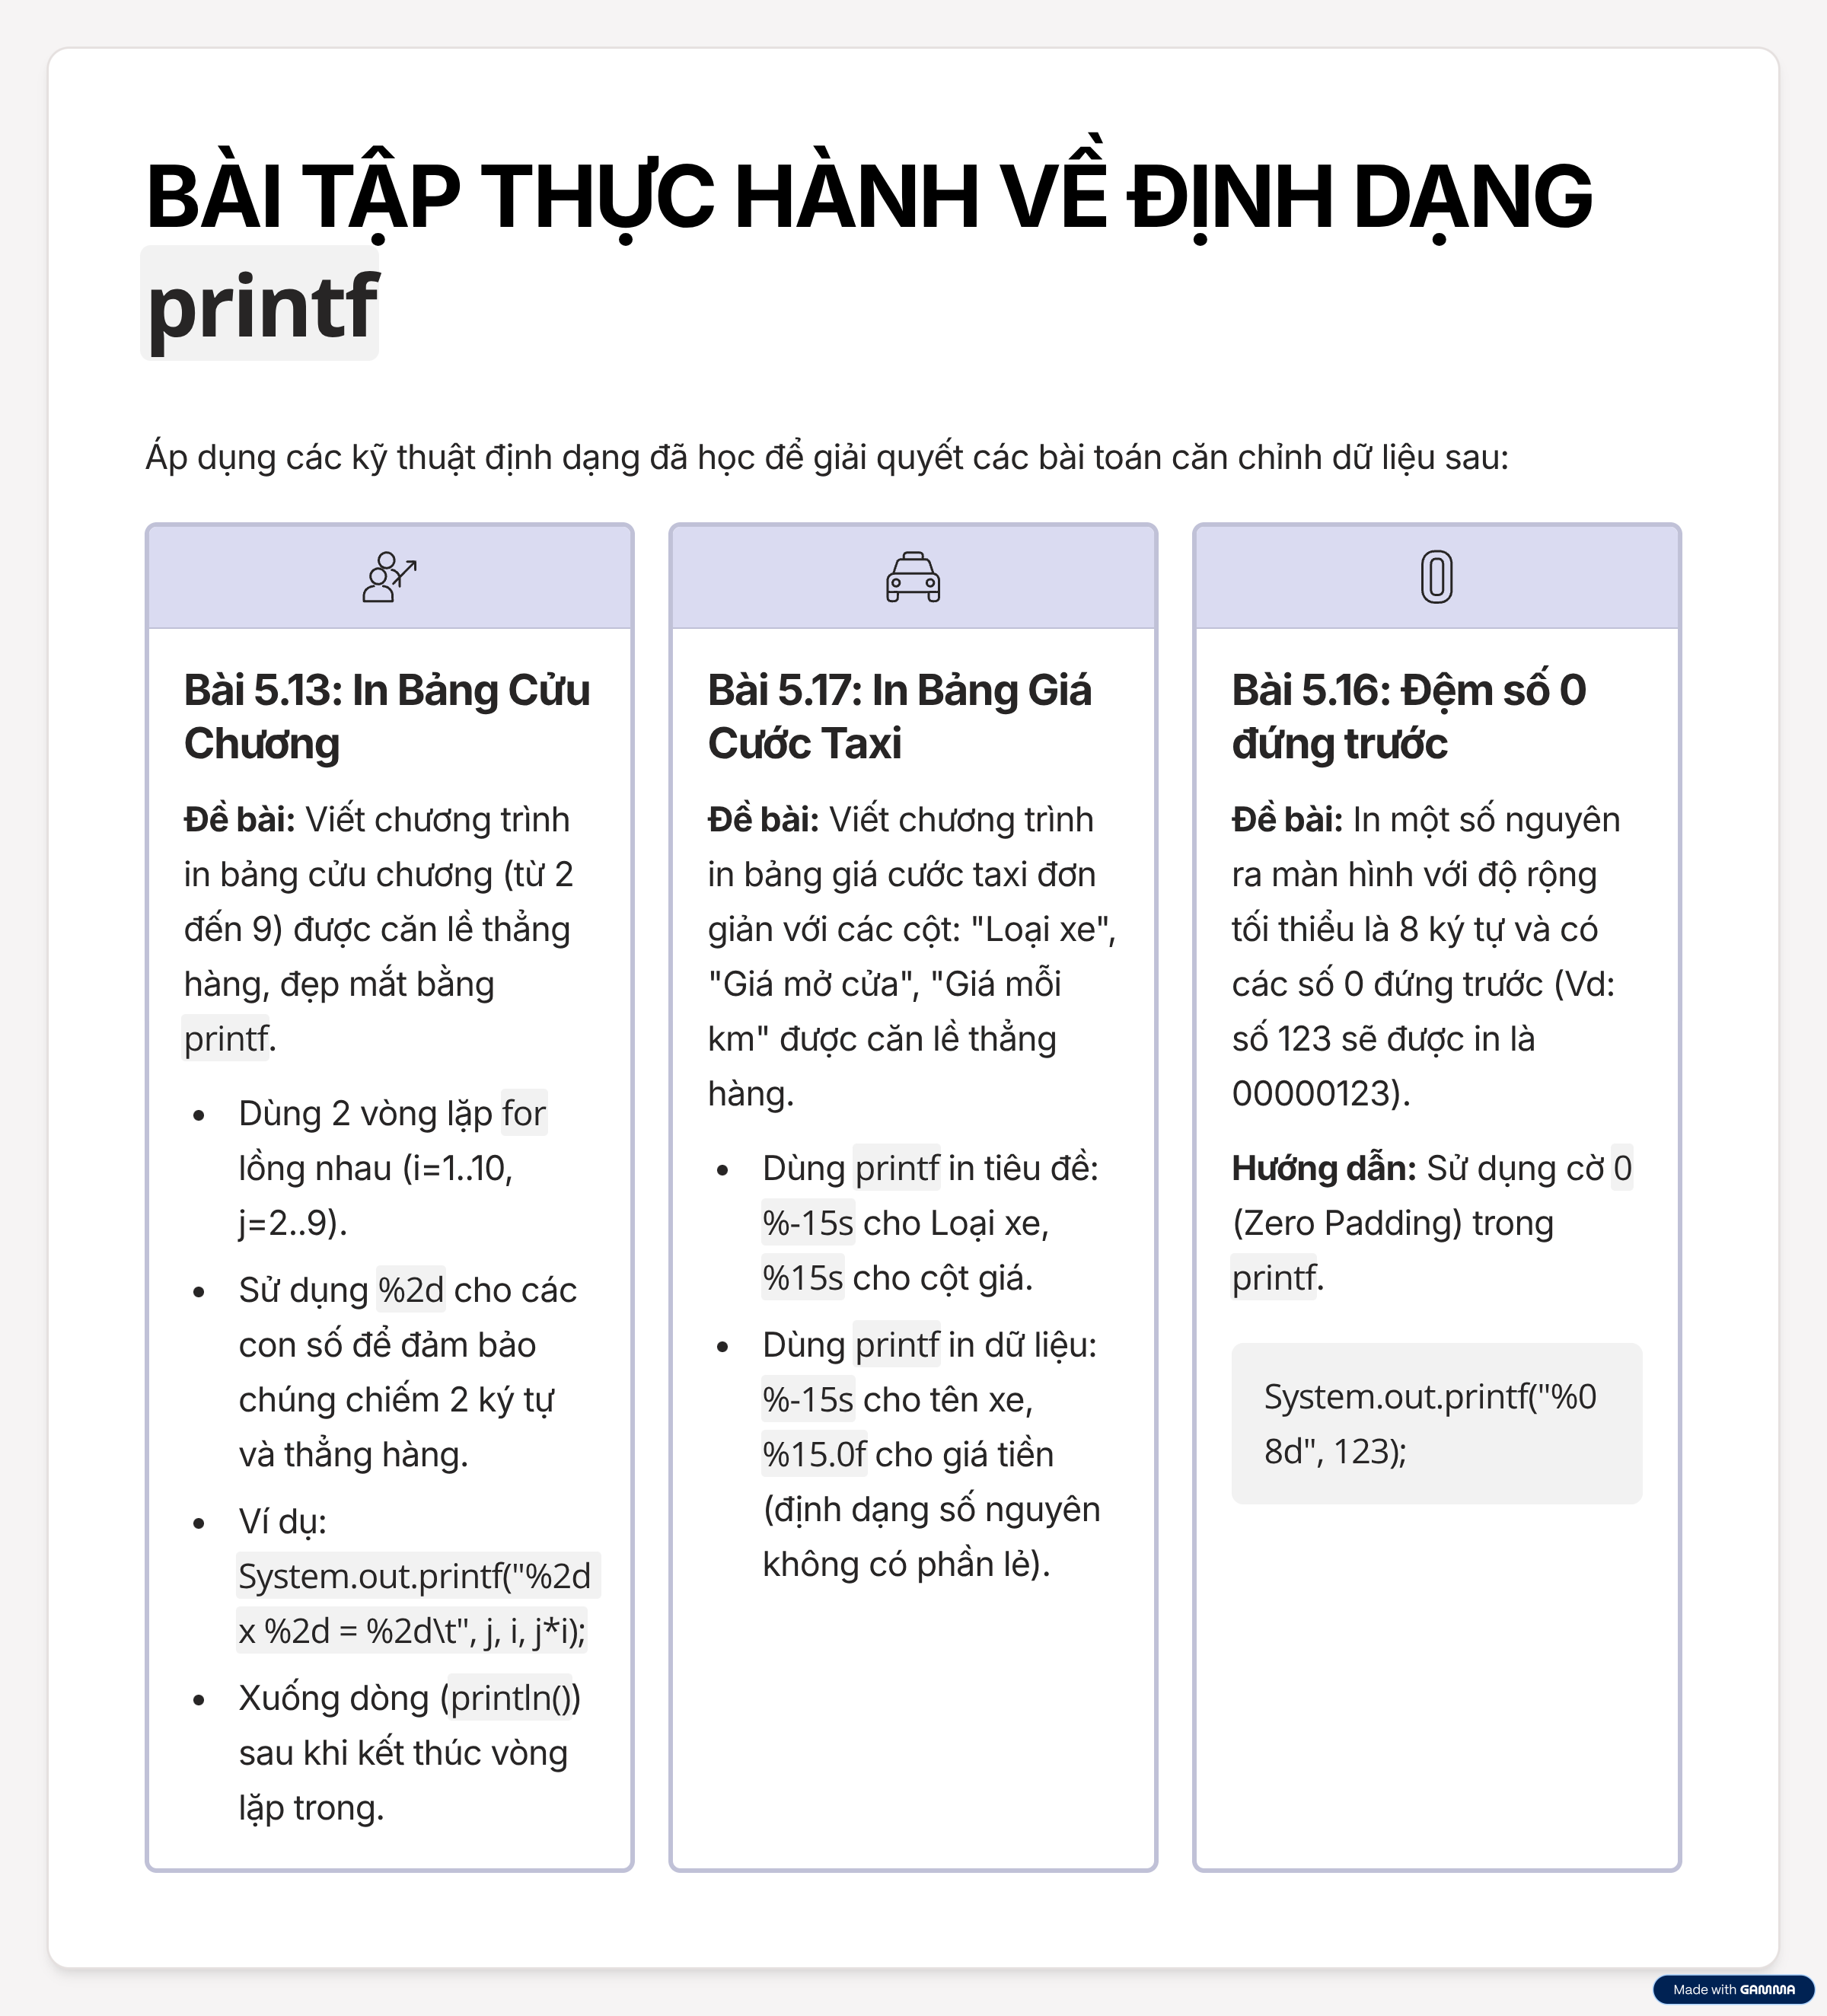 BÀI TẬP THỰC HÀNH VỀ ĐỊNH DẠNG
printf
Áp dụng các kỹ thuật định dạng đã học để giải quyết các bài toán căn chỉnh dữ liệu sau:
Bài 5.13: In Bảng Cửu
Chương
Đề bài: Viết chương trình
in bảng cửu chương (từ 2
đến 9) được căn lề thẳng
hàng, đẹp mắt bằng
printf.
• Dùng 2 vòng lặp for
lồng nhau (i=1..10,
j=2..9).
• Sử dụng %2d cho các
con số để đảm bảo
chúng chiếm 2 ký tự
và thẳng hàng.
• Ví dụ:
System.out.printf("%2d
x %2d = %2d\t", j, i, j*i);
• Xuống dòng (println())
sau khi kết thúc vòng
lặp trong.
Bài 5.17: In Bảng Giá
Cước Taxi
Đề bài: Viết chương trình
in bảng giá cước taxi đơn
giản với các cột: "Loại xe",
"Giá mở cửa", "Giá mỗi
km" được căn lề thẳng
hàng.
• Dùng printf in tiêu đề:
%-15s cho Loại xe,
%15s cho cột giá.
• Dùng printf in dữ liệu:
%-15s cho tên xe,
%15.0f cho giá tiền
(định dạng số nguyên
không có phần lẻ).
0
Bài 5.16: Đệm số 0
đứng trước
Đề bài: In một số nguyên
ra màn hình với độ rộng
tối thiểu là 8 ký tự và có
các số 0 đứng trước (Vd:
số 123 sẽ được in là
00000123).
Hướng dẫn: Sử dụng cờ 0
(Zero Padding) trong
printf.
System.out.printf("%0
8d", 123);
Made with GAMMA